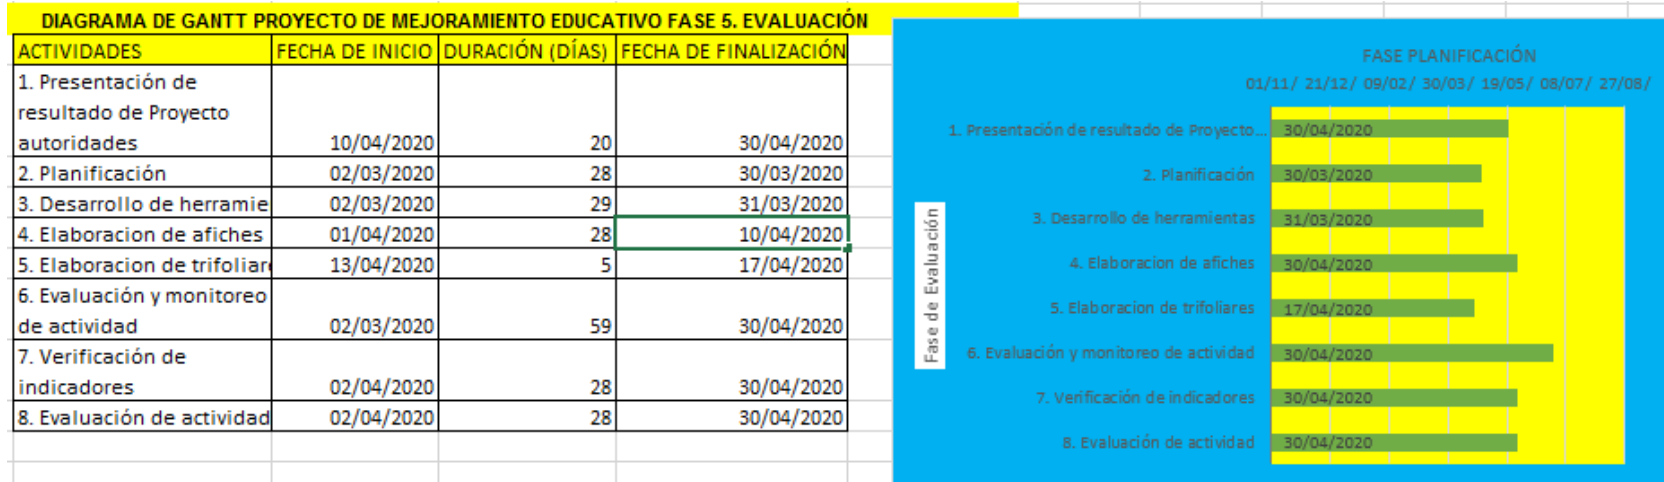 DIAGRAMA DE GANTT PROYECTO DE MEJORAMIENTO EDUCATIVO FASE 5. EVALUACIÓN
ACTIVIDADES FECHA DE INICIO DURACIÓN (DÍAS) FECHA DE FINALIZACIÓN
1. Presentación de
resultado de Proyecto
autoridades 10/04/2020 20 30/04/2020
2. Planificación 02/03/2020 28 30/03/2020
3. Desarrollo de herramie 02/03/2020 29 31/03/2020
4. Elaboracion de afiches 01/04/2020 28 10/04/2020
5. Elaboracion de trifoliare 13/04/2020 5 17/04/2020
6. Evaluación y monitoreo
de actividad 02/03/2020 59 30/04/2020
7. Verificación de
indicadores 02/04/2020 28 30/04/2020
8. Evaluación de actividad 02/04/2020 28 30/04/2020
FASE PLANIFICACIÓN
01/11/ 21/12/ 09/02/ 30/03/ 19/05/ 08/07/ 27/08/
Fase de Evaluación
1. Presentación de resultado de Proyecto... 30/04/2020
2. Planificación 30/03/2020
3. Desarrollo de herramientas 31/03/2020
4. Elaboracion de afiches 30/04/2020
5. Elaboracion de trifoliares 17/04/2020
6. Evaluación y monitoreo de actividad 30/04/2020
7. Verificación de indicadores 30/04/2020
8. Evaluación de actividad 30/04/2020